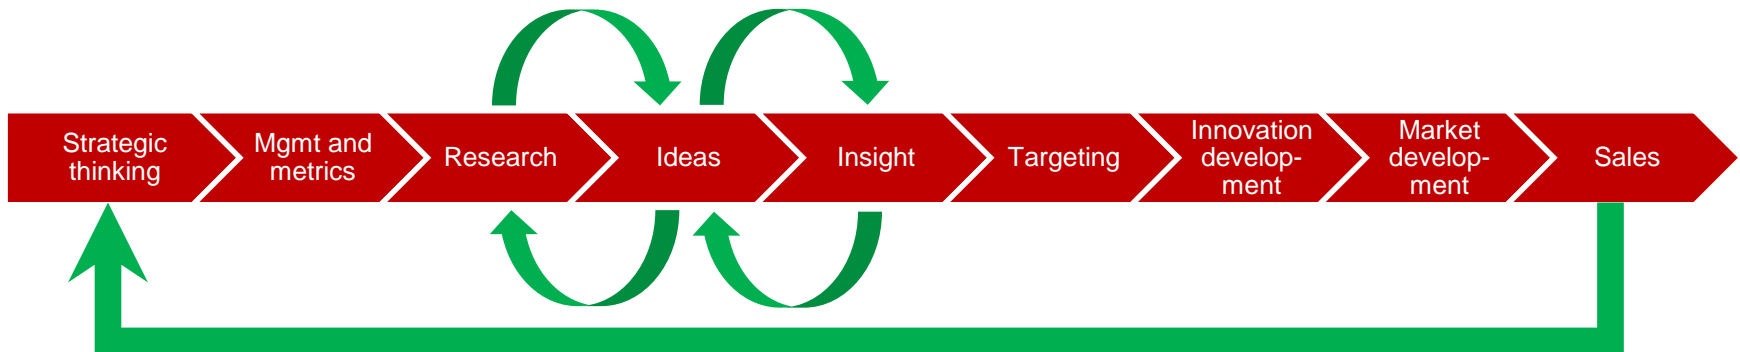 Strategic
thinking
Mgmt and
metrics
Research
Ideas
Insight
Targeting
Innovation
develop-
ment
Market
develop-
ment
Sales